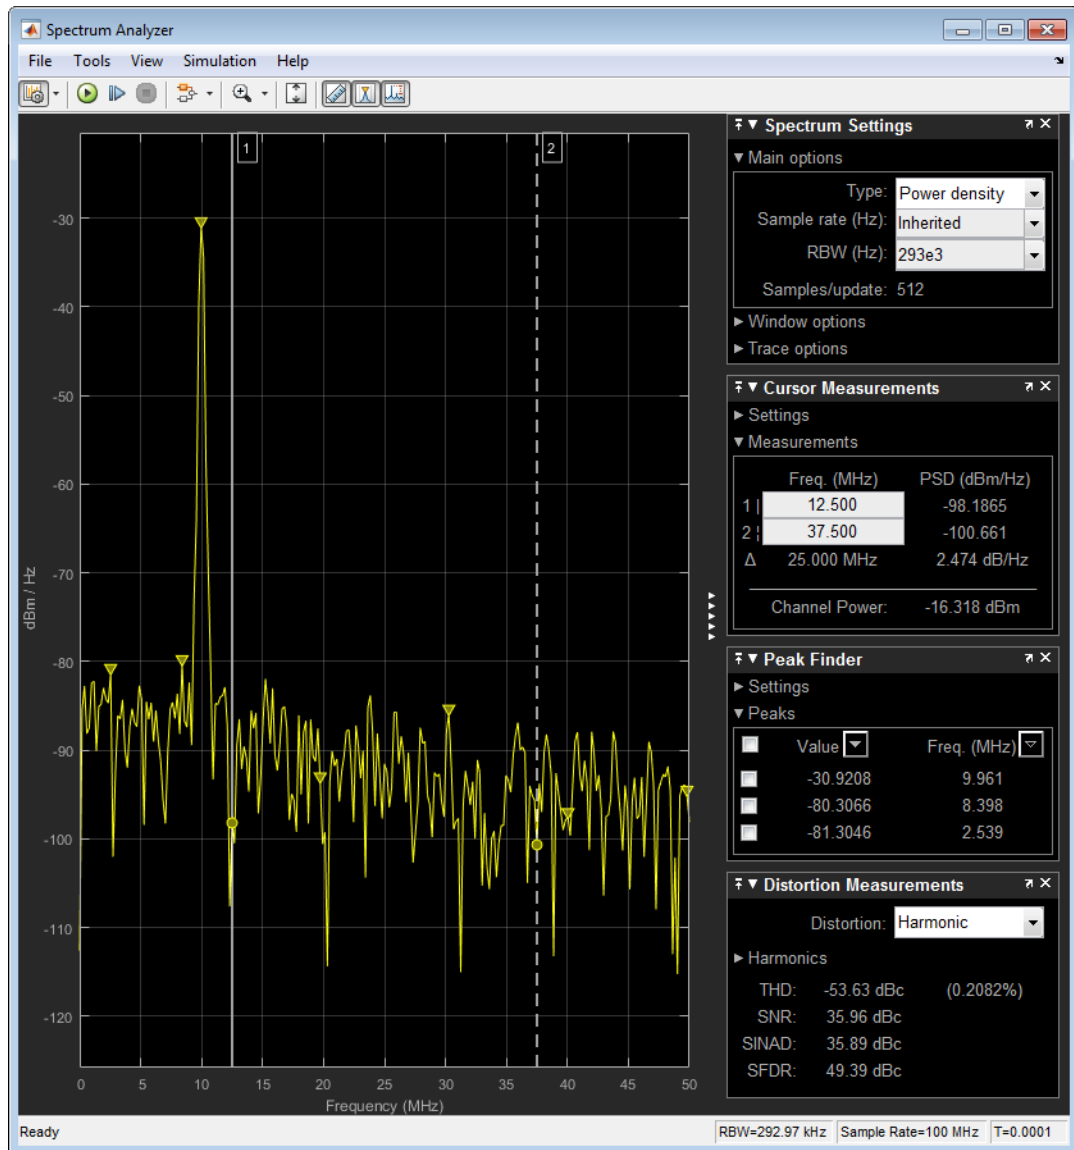 Spectrum Analyzer
File Tools View Simulation Help
1
2
-30
-40
-50
-60
-70
-80
-90
-100
-110
-120
dBm / Hz
0 5 10 15 20 25 30 35 40 45 50
Frequency (MHz)
Spectrum Settings
Main options
Type: Power density
Sample rate (Hz): Inherited
RBW (Hz): 293e3
Samples/update: 512
Window options
Trace options
Cursor Measurements
Settings
Measurements
Freq. (MHz) PSD (dBm/Hz)
1 | 12.500 -98.1865
2 ¦ 37.500 -100.661
Δ 25.000 MHz 2.474 dB/Hz
Channel Power: -16.318 dBm
Peak Finder
Settings
Peaks
Value Freq. (MHz)
-30.9208 9.961
-80.3066 8.398
-81.3046 2.539
Distortion Measurements
Distortion: Harmonic
Harmonics
THD: -53.63 dBc (0.2082%)
SNR: 35.96 dBc
SINAD: 35.89 dBc
SFDR: 49.39 dBc
Ready RBW=292.97 kHz Sample Rate=100 MHz T=0.0001